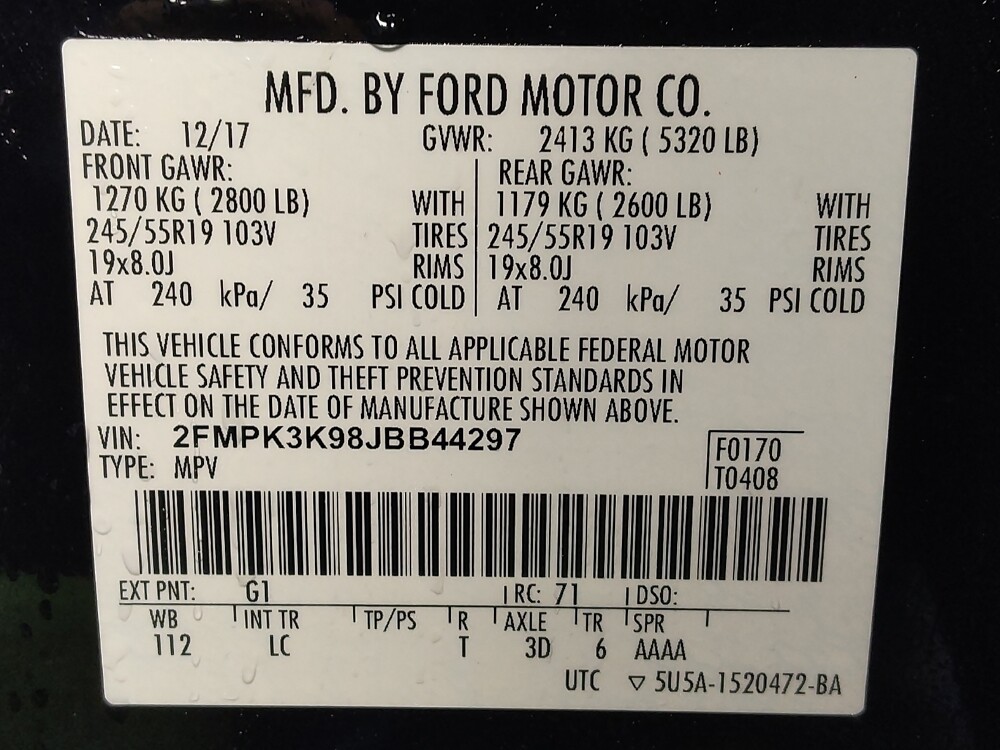 MFD. BY FORD MOTOR CO.
DATE: 12/17 GVWR: 2413 KG ( 5320 LB)
FRONT GAWR: REAR GAWR:
1270 KG ( 2800 LB) WITH 1179 KG ( 2600 LB) WITH
245/55R19 103V TIRES 245/55R19 103V TIRES
19x8.0J RIMS 19x8.0J RIMS
AT 240 kPa/ 35 PSI COLD AT 240 kPa/ 35 PSI COLD
THIS VEHICLE CONFORMS TO ALL APPLICABLE FEDERAL MOTOR
VEHICLE SAFETY AND THEFT PREVENTION STANDARDS IN
EFFECT ON THE DATE OF MANUFACTURE SHOWN ABOVE.
VIN: 2FMPK3K98JBB44297 F0170
TYPE: MPV T0408
EXT PNT: G1 RC: 71 DSO:
WB INT TR TP/PS R AXLE TR SPR
112 LC T 3D 6 AAAA
UTC ▽ 5U5A-1520472-BA